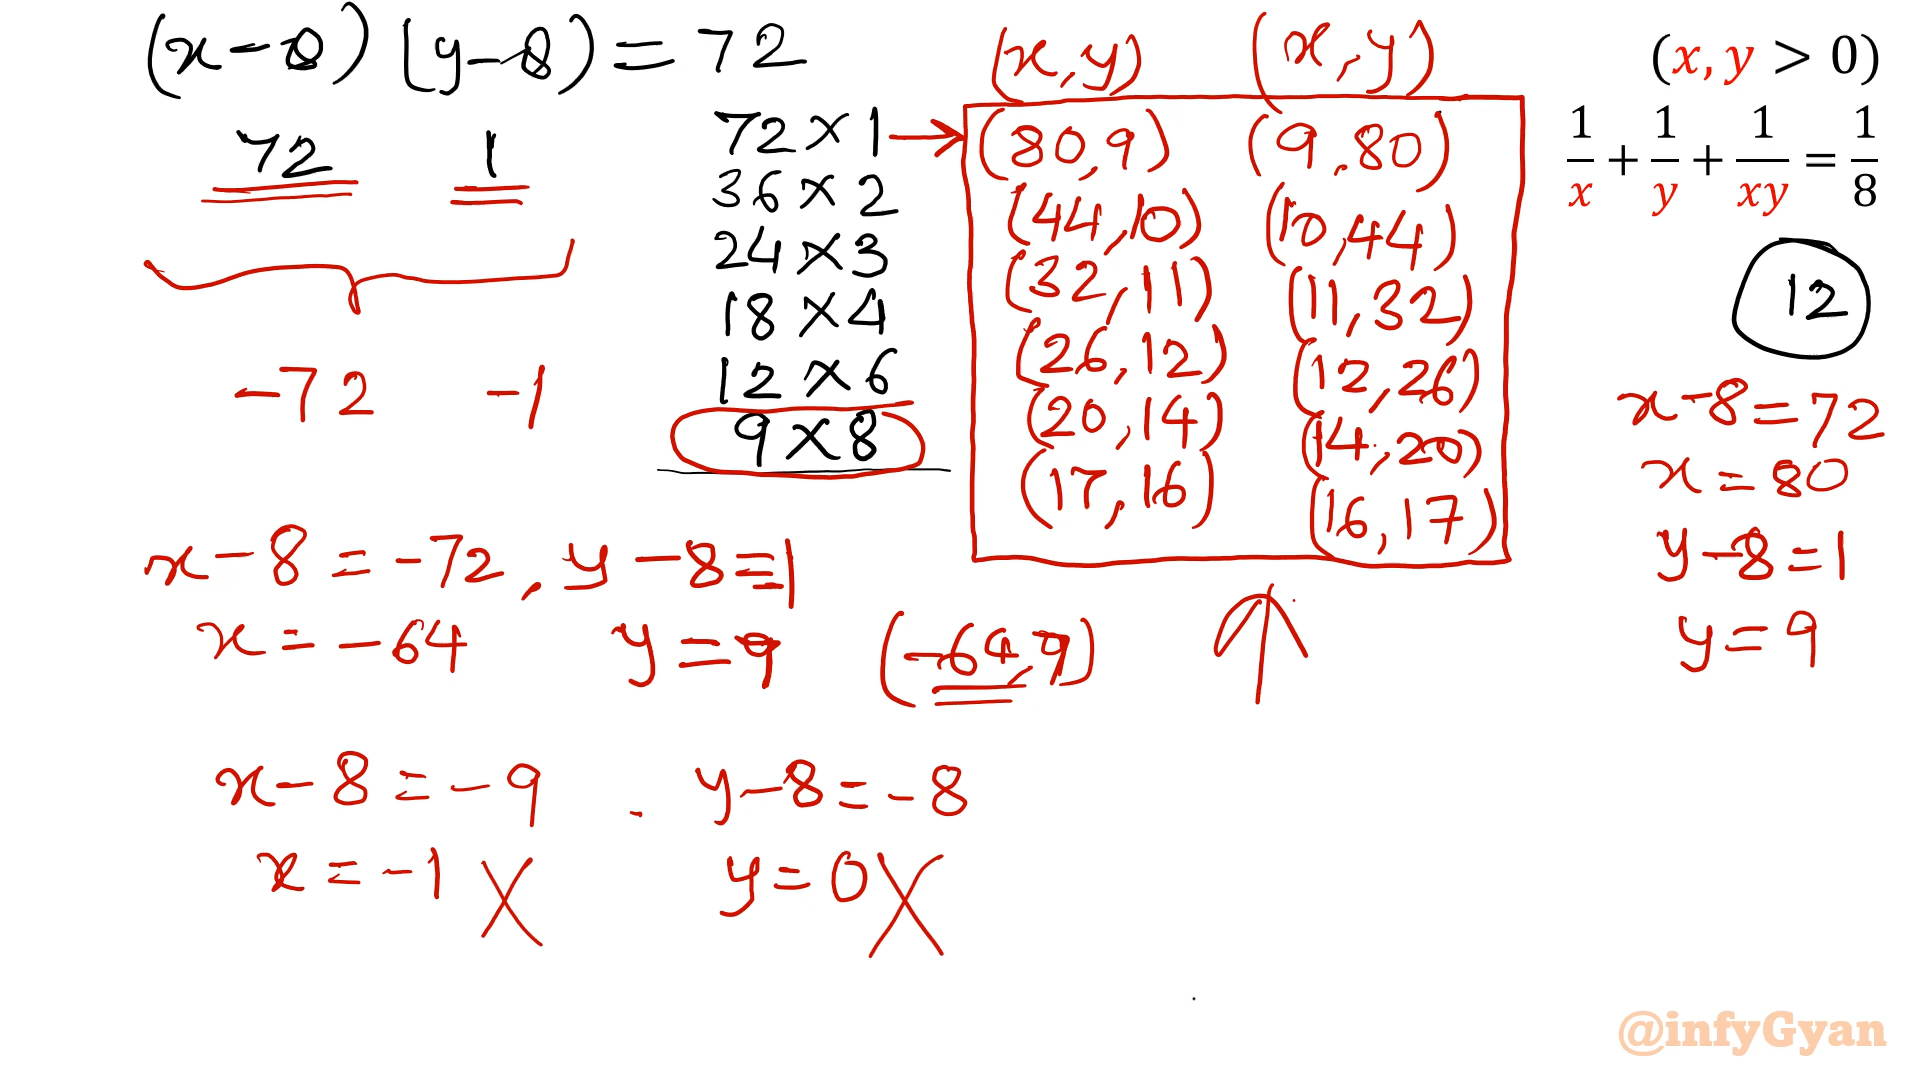 (x-8) (y-8) = 72
72 1
-72 -1
72 × 1 →
36 × 2
24 × 3
18 × 4
12 × 6
9 × 8
(x,y) (x,y)
(80,9) (9,80)
(44,10) (10,44)
(32,11) (11,32)
(26,12) (12,26)
(20,14) (14,20)
(17,16) (16,17)
(x, y > 0)
1/x + 1/y + 1/xy = 1/8
12
x-8=72
x=80
y-8=1
y=9
x-8=-72, y-8=1
x=-64 y=9 (-64,9)
x-8=-9 . y-8=-8
x=-1 X y=0 X
@infyGyan